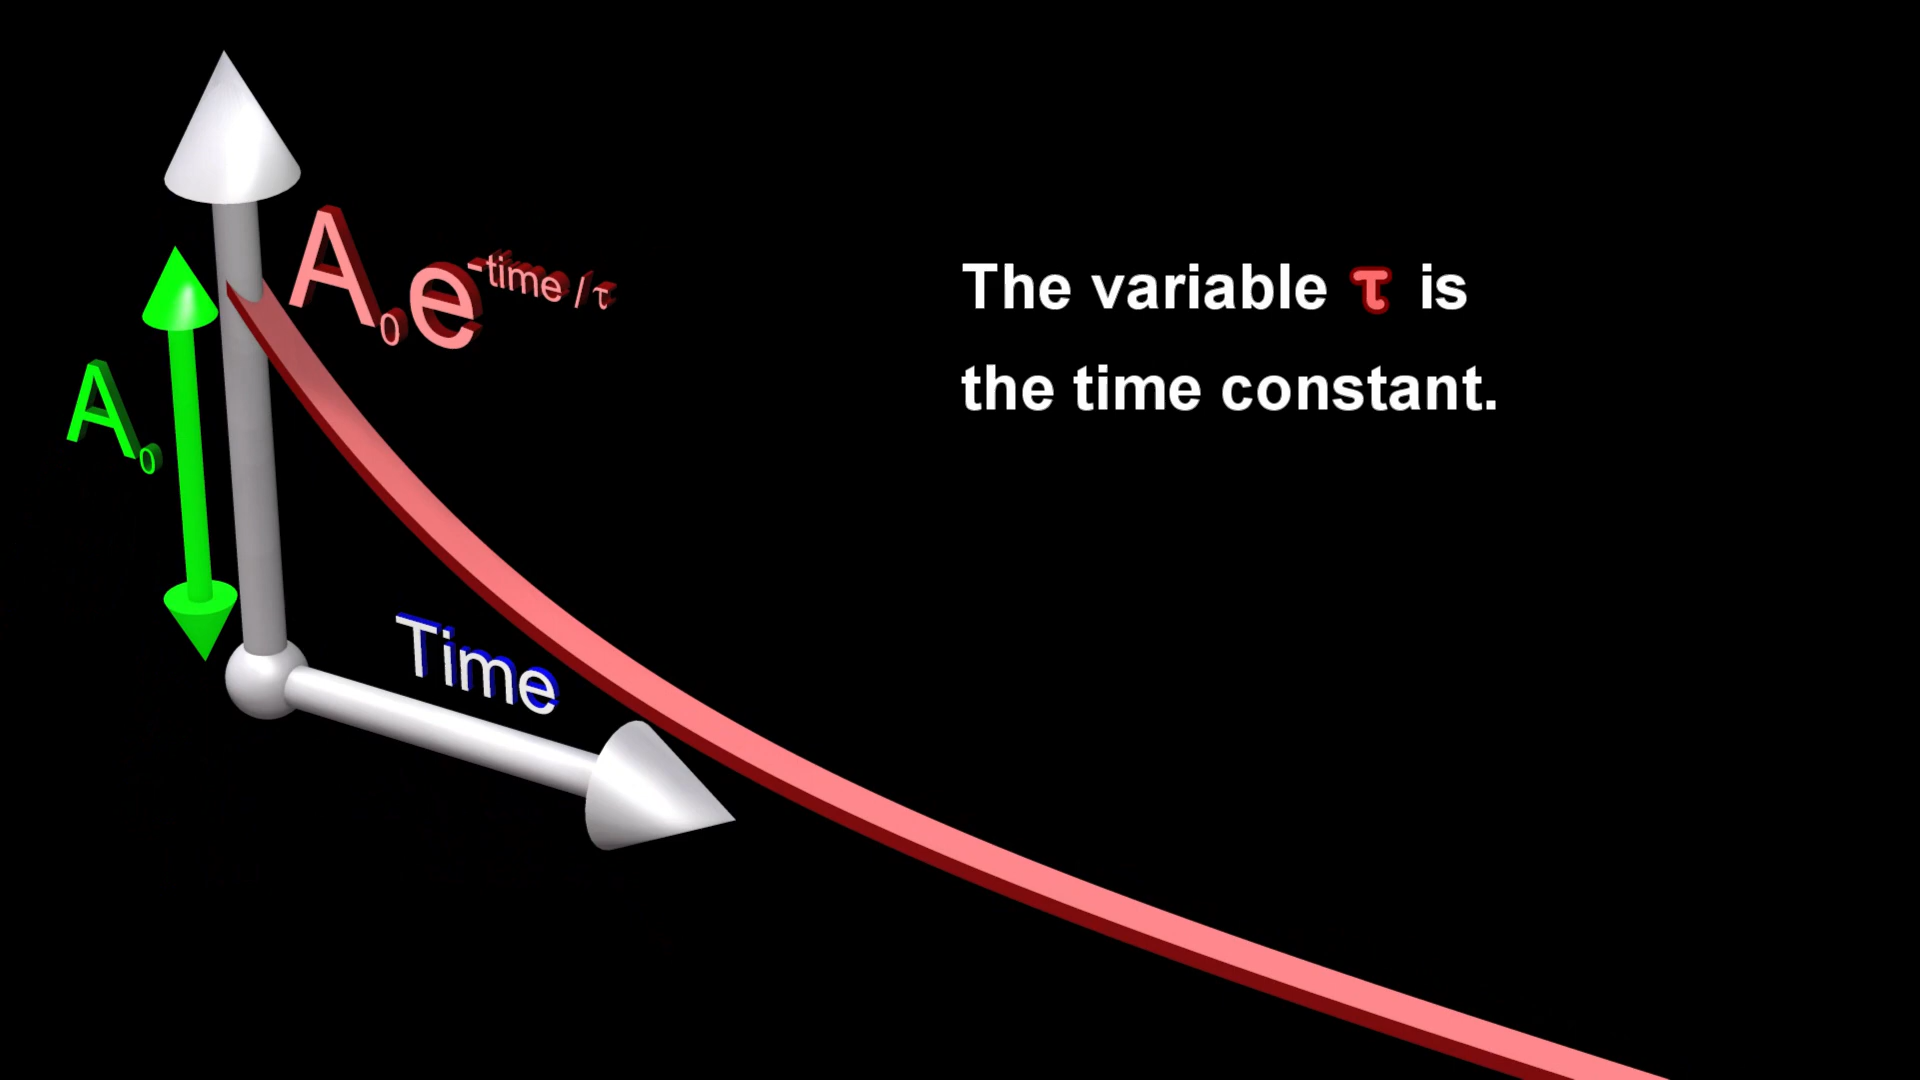 A₀e^-time/τ
The variable τ is
the time constant.
A₀
Time